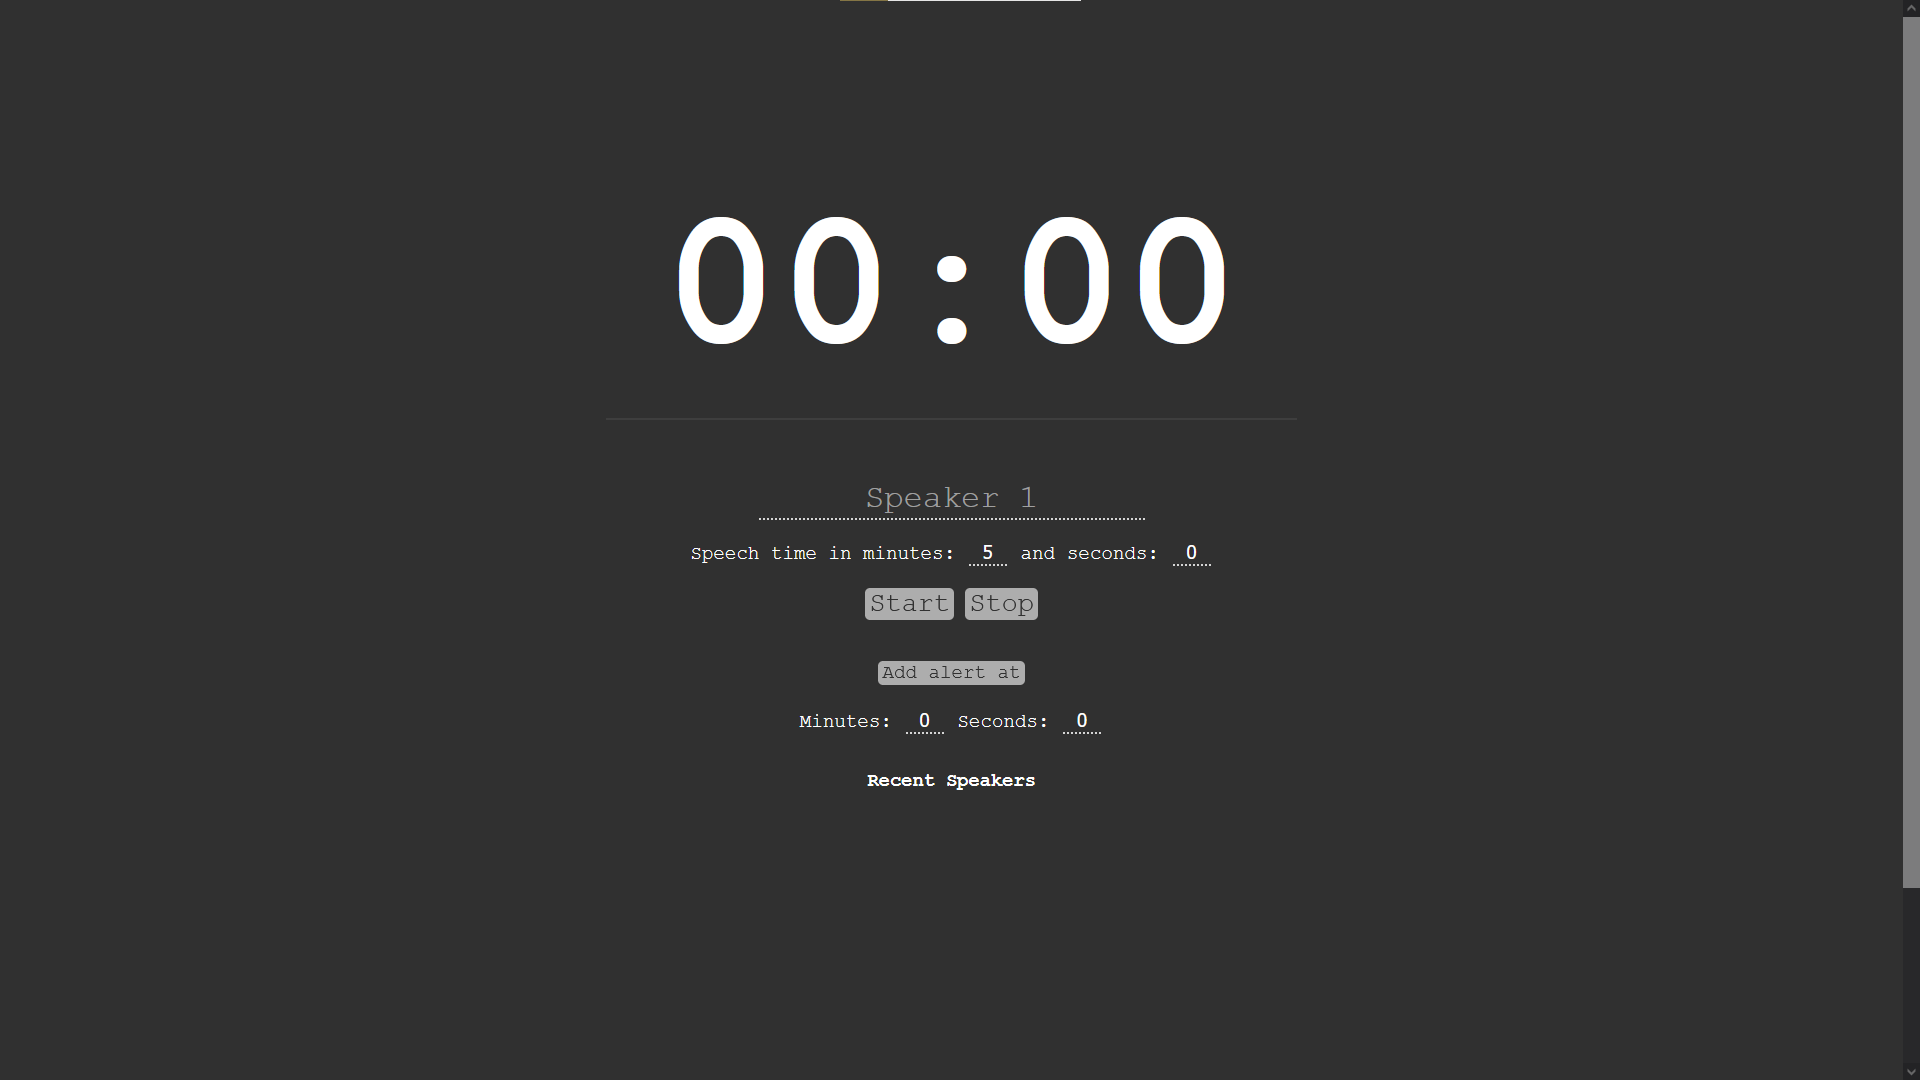 00:00
Speaker 1
Speech time in minutes: 5 and seconds: 0
Start Stop
Add alert at
Minutes: 0 Seconds: 0
Recent Speakers